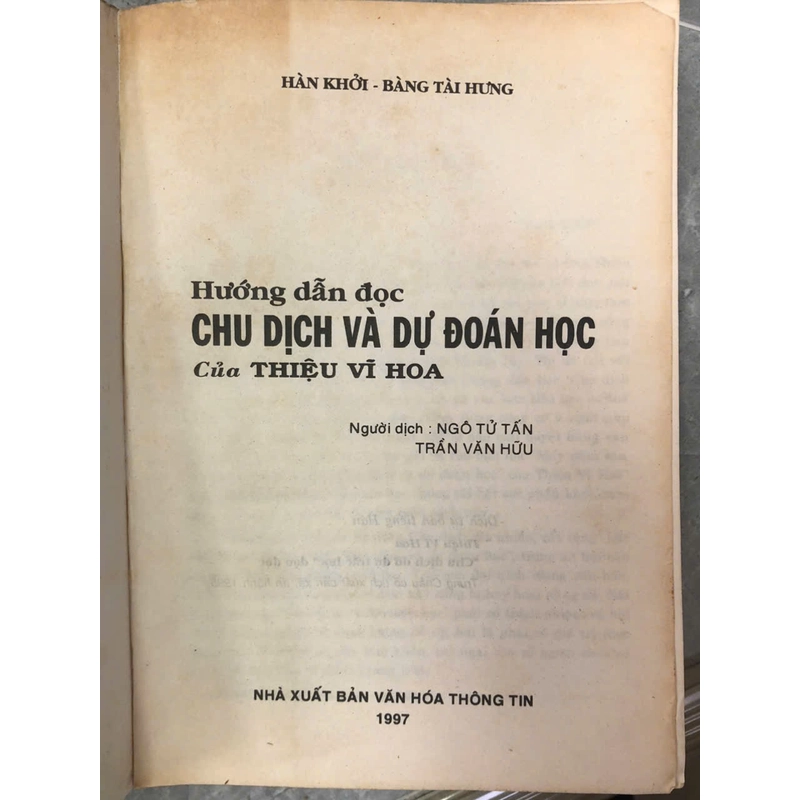 HÀN KHỞI - BÀNG TÀI HƯNG
Hướng dẫn đọc
CHU DỊCH VÀ DỰ ĐOÁN HỌC
Của THIỆU VĨ HOA
Người dịch : NGÔ TỬ TẤN
TRẦN VĂN HỮU
NHÀ XUẤT BẢN VĂN HÓA THÔNG TIN
1997